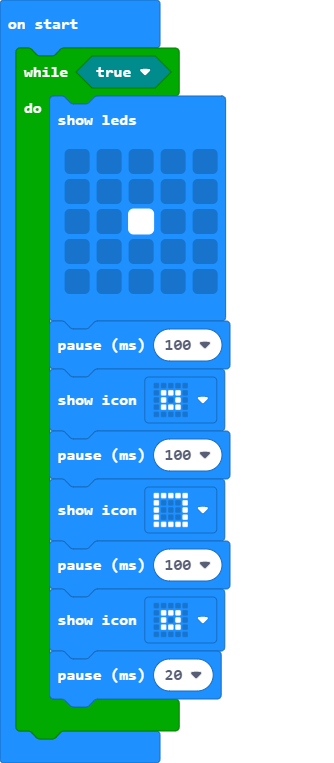 on start
while true
do
show leds
pause (ms) 100
show icon
pause (ms) 100
show icon
pause (ms) 100
show icon
pause (ms) 20